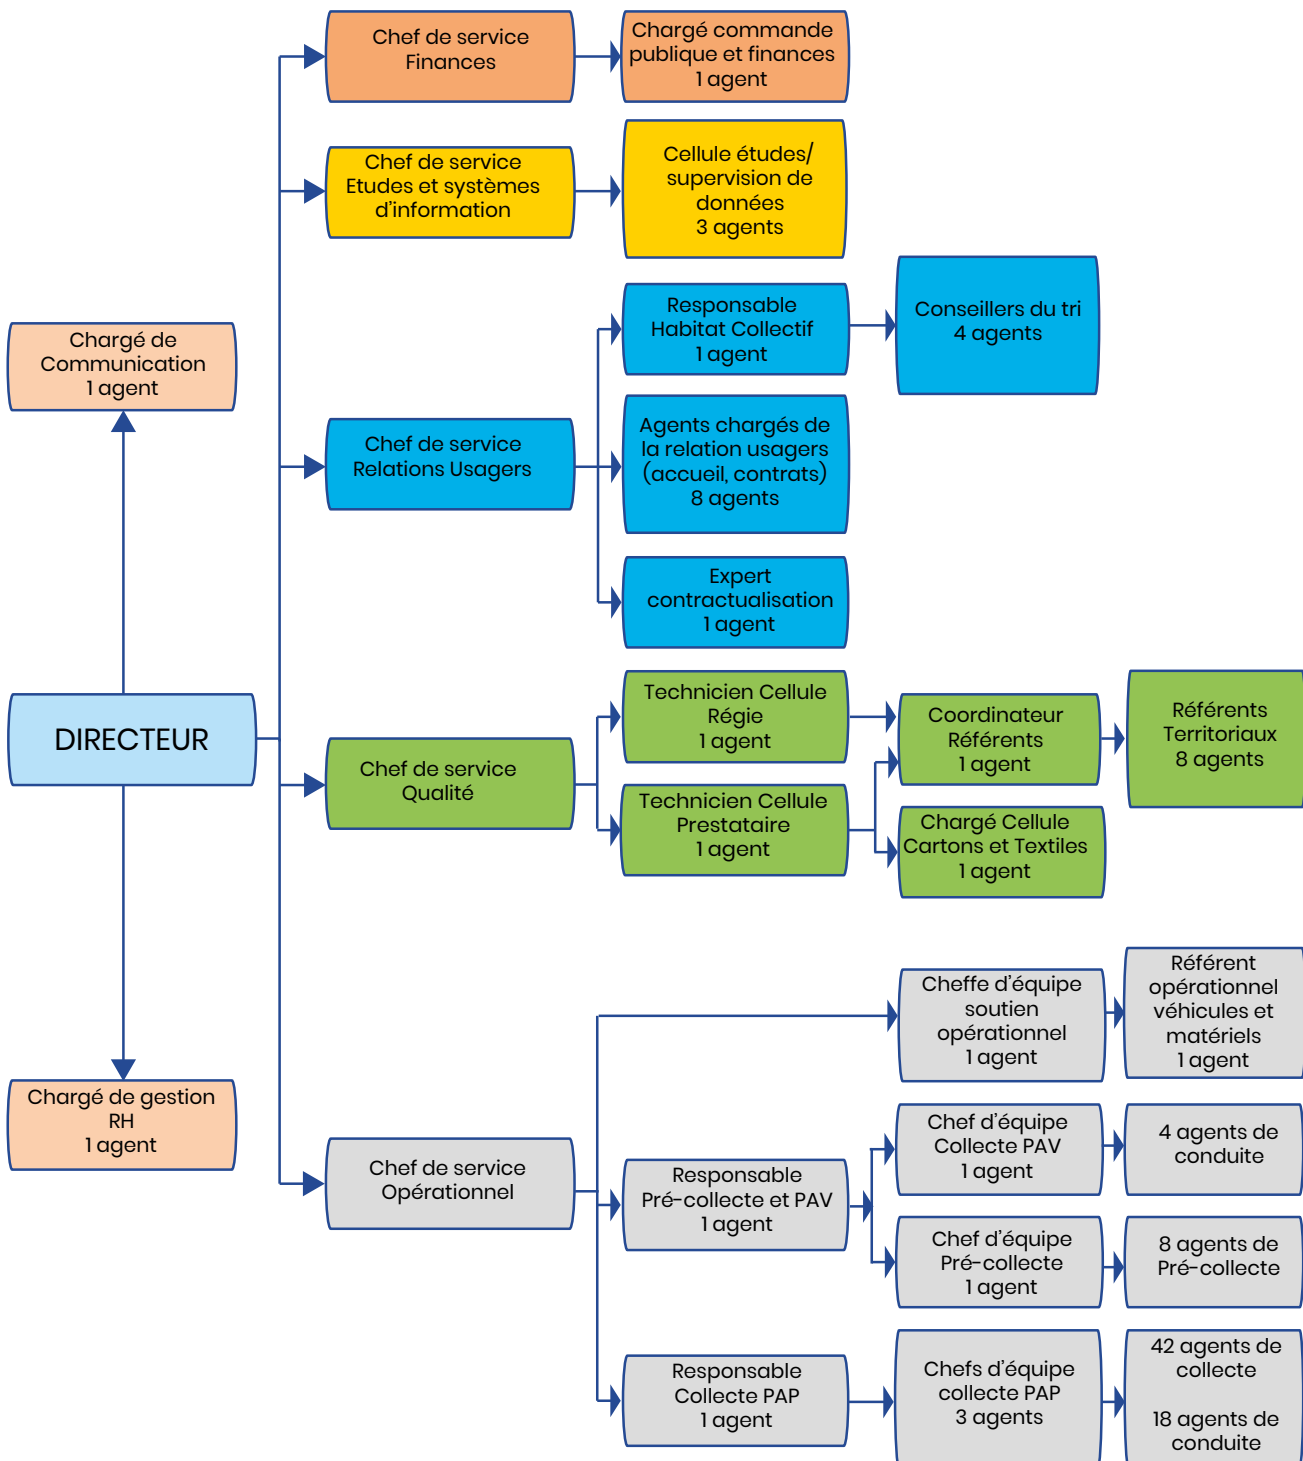 Chef de service
Finances
Chargé commande
publique et finances
1 agent
Chef de service
Etudes et systèmes
d'information
Cellule études/
supervision de
données
3 agents
Responsable
Habitat Collectif
1 agent
Conseillers du tri
4 agents
Chargé de
Communication
1 agent
Chef de service
Relations Usagers
Agents chargés de
la relation usagers
(accueil, contrats)
8 agents
Expert
contractualisation
1 agent
DIRECTEUR
Chef de service
Qualité
Technicien Cellule
Régie
1 agent
Coordinateur
Référents
1 agent
Référents
Territoriaux
8 agents
Technicien Cellule
Prestataire
1 agent
Chargé Cellule
Cartons et Textiles
1 agent
Cheffe d'équipe
soutien
opérationnel
1 agent
Référent
opérationnel
véhicules et
matériels
1 agent
Chargé de gestion
RH
1 agent
Chef de service
Opérationnel
Responsable
Pré-collecte et PAV
1 agent
Chef d'équipe
Collecte PAV
1 agent
4 agents de
conduite
Chef d'équipe
Pré-collecte
1 agent
8 agents de
Pré-collecte
Responsable
Collecte PAP
1 agent
Chefs d'équipe
collecte PAP
3 agents
42 agents de
collecte
18 agents de
conduite